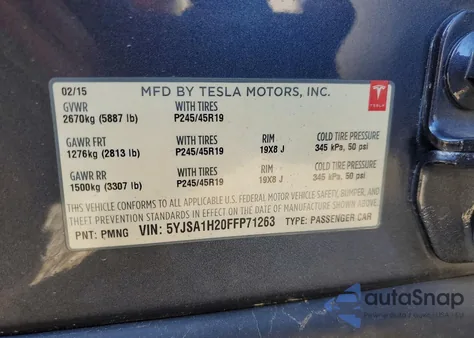 02/15 MFD BY TESLA MOTORS, INC.
GVWR WITH TIRES
2670kg (5887 lb) P245/45R19
GAWR FRT WITH TIRES RIM COLD TIRE PRESSURE
1276kg (2813 lb) P245/45R19 19X8 J 345 kPa, 50 psi
GAWR RR WITH TIRES RIM COLD TIRE PRESSURE
1500kg (3307 lb) P245/45R19 19X8 J 345 kPa, 50 psi
THIS VEHICLE CONFORMS TO ALL APPLICABLE U.S. FEDERAL MOTOR VEHICLE SAFETY, BUMPER, AND
THEFT PREVENTION STANDARDS IN EFFECT ON THE DATE OF MANUFACTURE SHOWN ABOVE.
PNT: PMNG VIN: 5YJSA1H20FFP71263 TYPE: PASSENGER CAR
TESLA
autoSnap